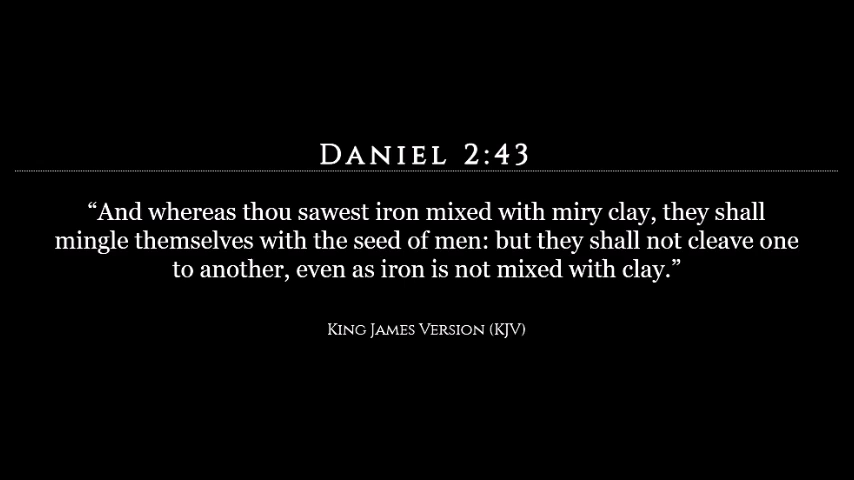 Daniel 2:43
“And whereas thou sawest iron mixed with miry clay, they shall
mingle themselves with the seed of men: but they shall not cleave one
to another, even as iron is not mixed with clay.”
King James Version (KJV)